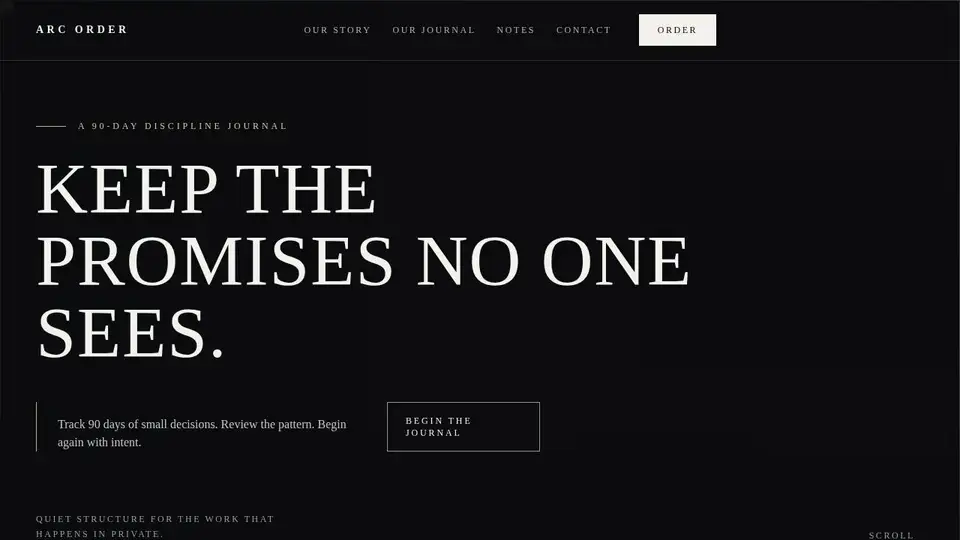 ARC ORDER
OUR STORY OUR JOURNAL NOTES CONTACT ORDER
A 90-DAY DISCIPLINE JOURNAL
KEEP THE
PROMISES NO ONE
SEES.
Track 90 days of small decisions. Review the pattern. Begin
again with intent.
BEGIN THE
JOURNAL
QUIET STRUCTURE FOR THE WORK THAT
HAPPENS IN PRIVATE.
SCROLL